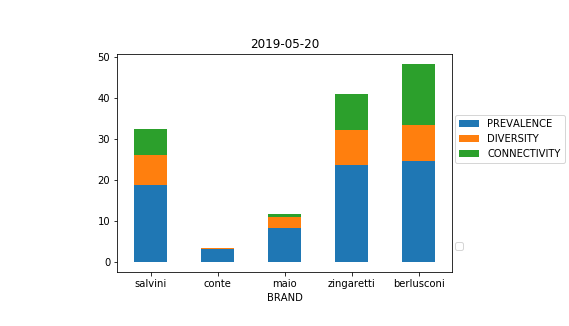 2019-05-20
50
40
30
20
10
0
PREVALENCE
DIVERSITY
CONNECTIVITY
salvini conte maio zingaretti berlusconi
BRAND